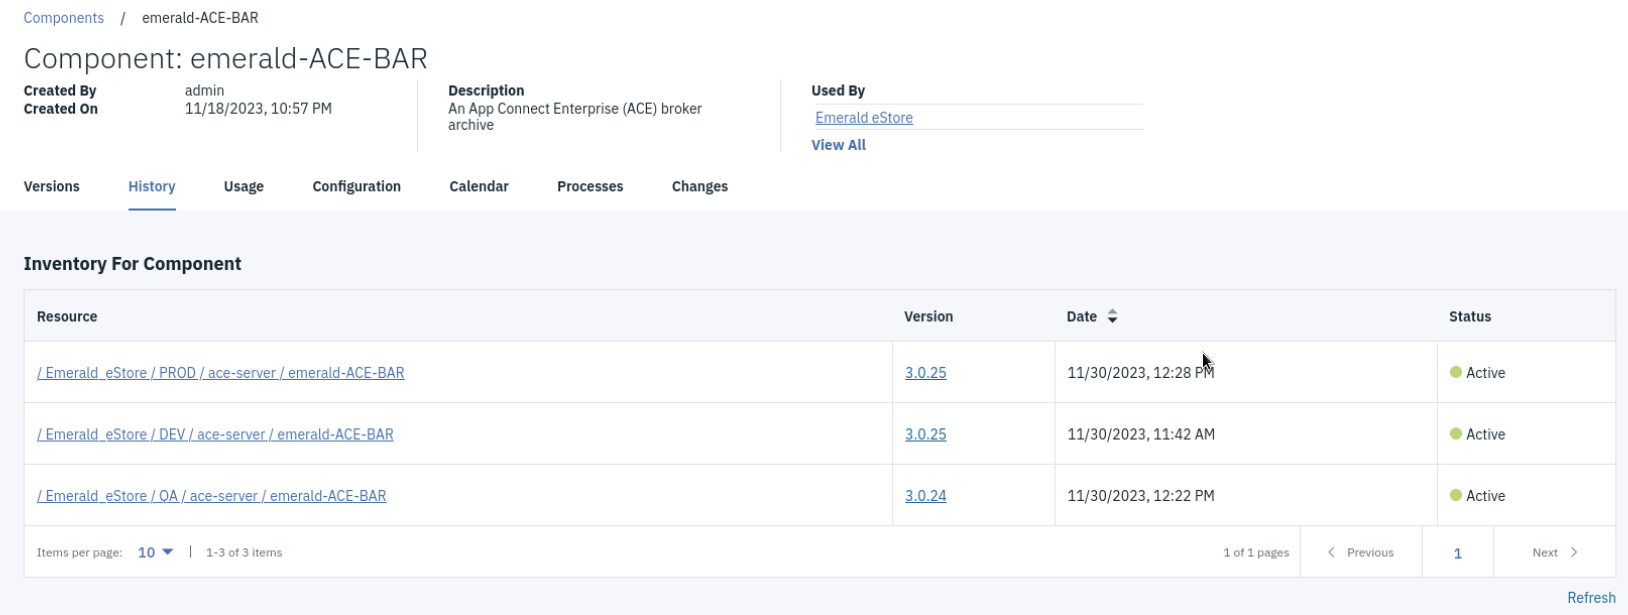 Components / emerald-ACE-BAR
Component: emerald-ACE-BAR
Created By admin
Created On 11/18/2023, 10:57 PM
Description
An App Connect Enterprise (ACE) broker
archive
Used By
Emerald eStore
View All
Versions History Usage Configuration Calendar Processes Changes
Inventory For Component
Resource Version Date Status
/ Emerald_eStore / PROD / ace-server / emerald-ACE-BAR 3.0.25 11/30/2023, 12:28 PM Active
/ Emerald_eStore / DEV / ace-server / emerald-ACE-BAR 3.0.25 11/30/2023, 11:42 AM Active
/ Emerald_eStore / QA / ace-server / emerald-ACE-BAR 3.0.24 11/30/2023, 12:22 PM Active
Items per page: 10 | 1-3 of 3 items 1 of 1 pages Previous 1 Next
Refresh